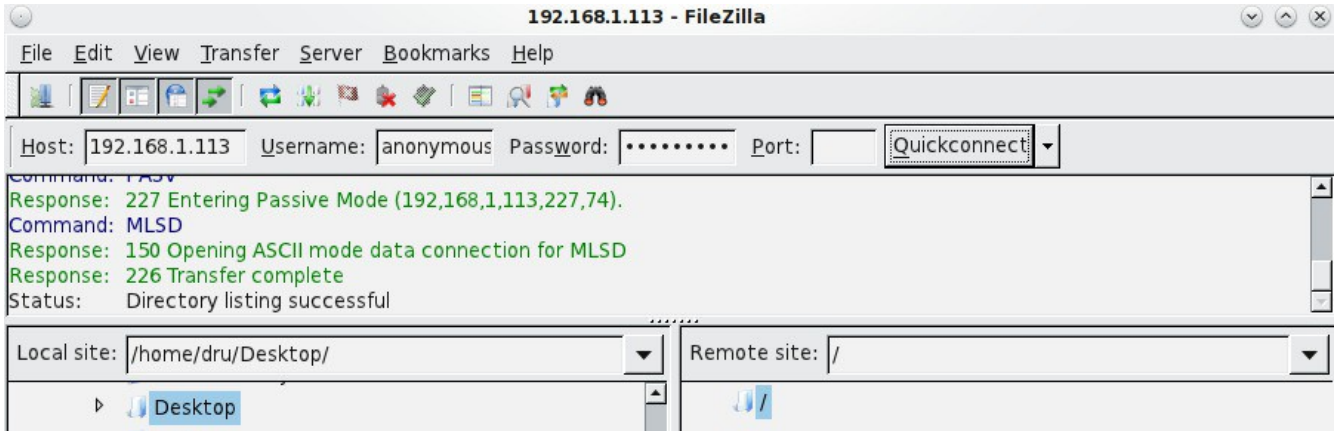 192.168.1.113 - FileZilla
File Edit View Transfer Server Bookmarks Help
Host: 192.168.1.113 Username: anonymous Password: ••••••••• Port: Quickconnect
Command: PASV
Response: 227 Entering Passive Mode (192,168,1,113,227,74).
Command: MLSD
Response: 150 Opening ASCII mode data connection for MLSD
Response: 226 Transfer complete
Status: Directory listing successful
Local site: /home/dru/Desktop/ Remote site: /
Desktop /